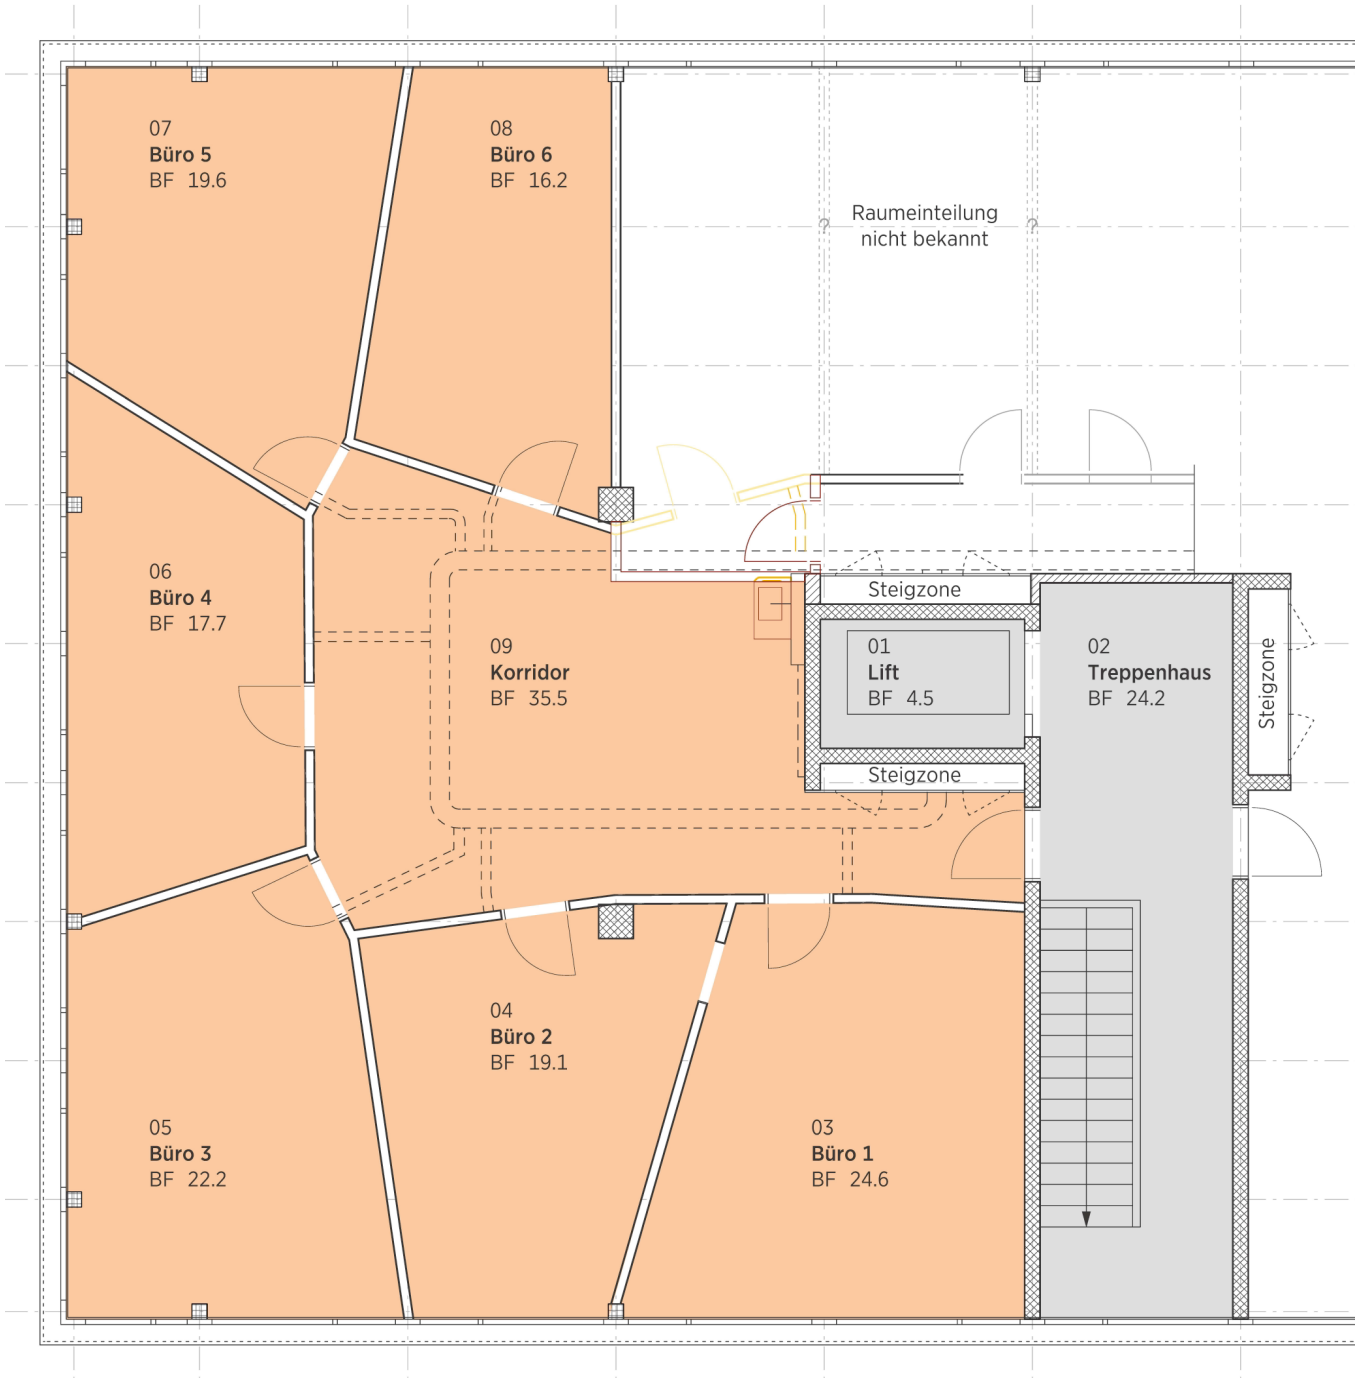 07
Büro 5
BF 19.6
08
Büro 6
BF 16.2
Raumeinteilung
nicht bekannt
?
?
06
Büro 4
BF 17.7
09
Korridor
BF 35.5
Steigzone
01
Lift
BF 4.5
02
Treppenhaus
BF 24.2
Steigzone
Steigzone
04
Büro 2
BF 19.1
05
Büro 3
BF 22.2
03
Büro 1
BF 24.6